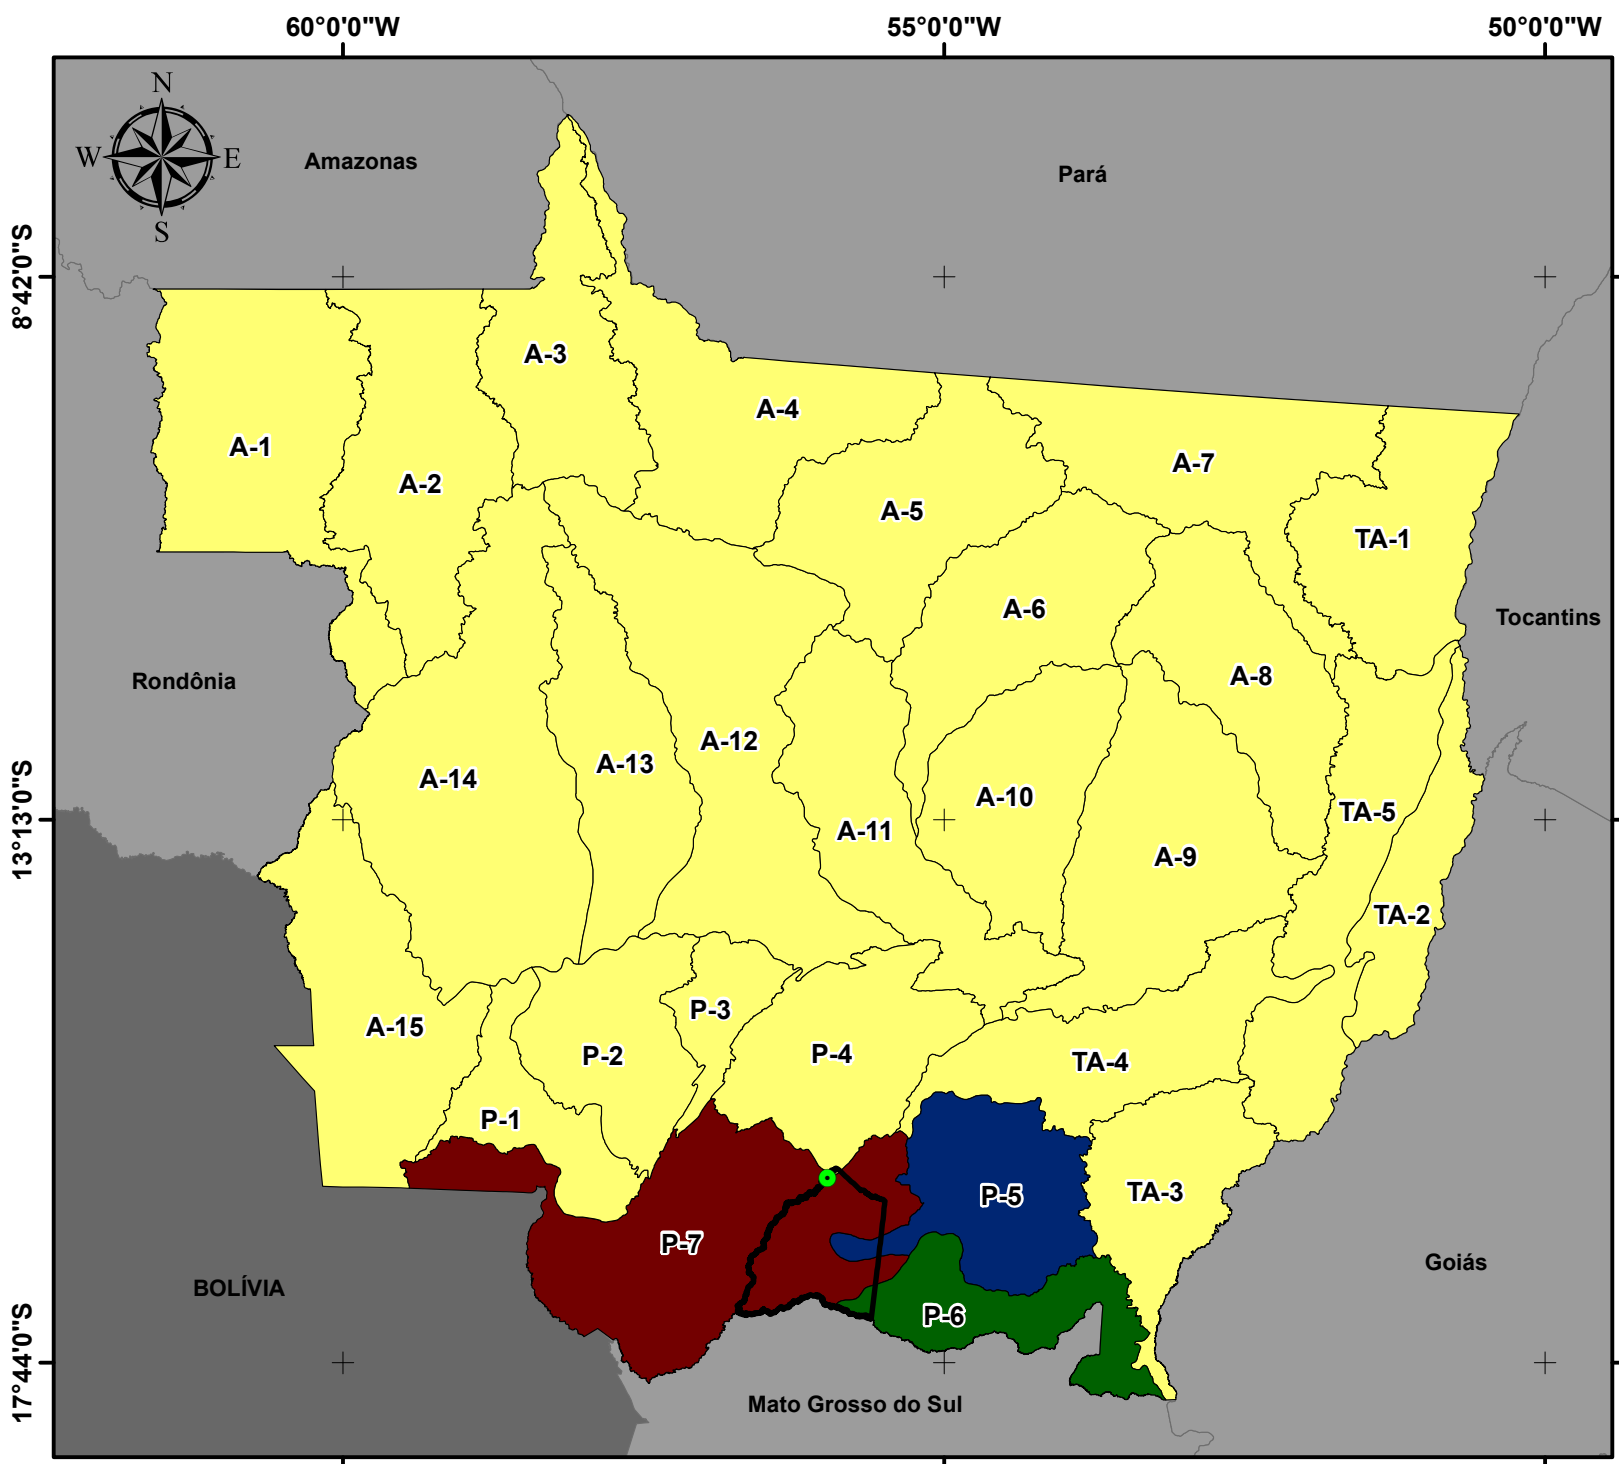 60°0'0"W
55°0'0"W
50°0'0"W
N
W
E
S
Amazonas
Pará
8°42'0"S
A-3
A-4
A-1
A-7
A-2
A-5
TA-1
A-6
Tocantins
A-8
Rondônia
A-12
A-13
A-14
A-10
TA-5
13°13'0"S
A-11
A-9
TA-2
P-3
A-15
P-2
P-4
TA-4
P-1
TA-3
P-5
P-7
Goiás
BOLÍVIA
P-6
17°44'0"S
Mato Grosso do Sul